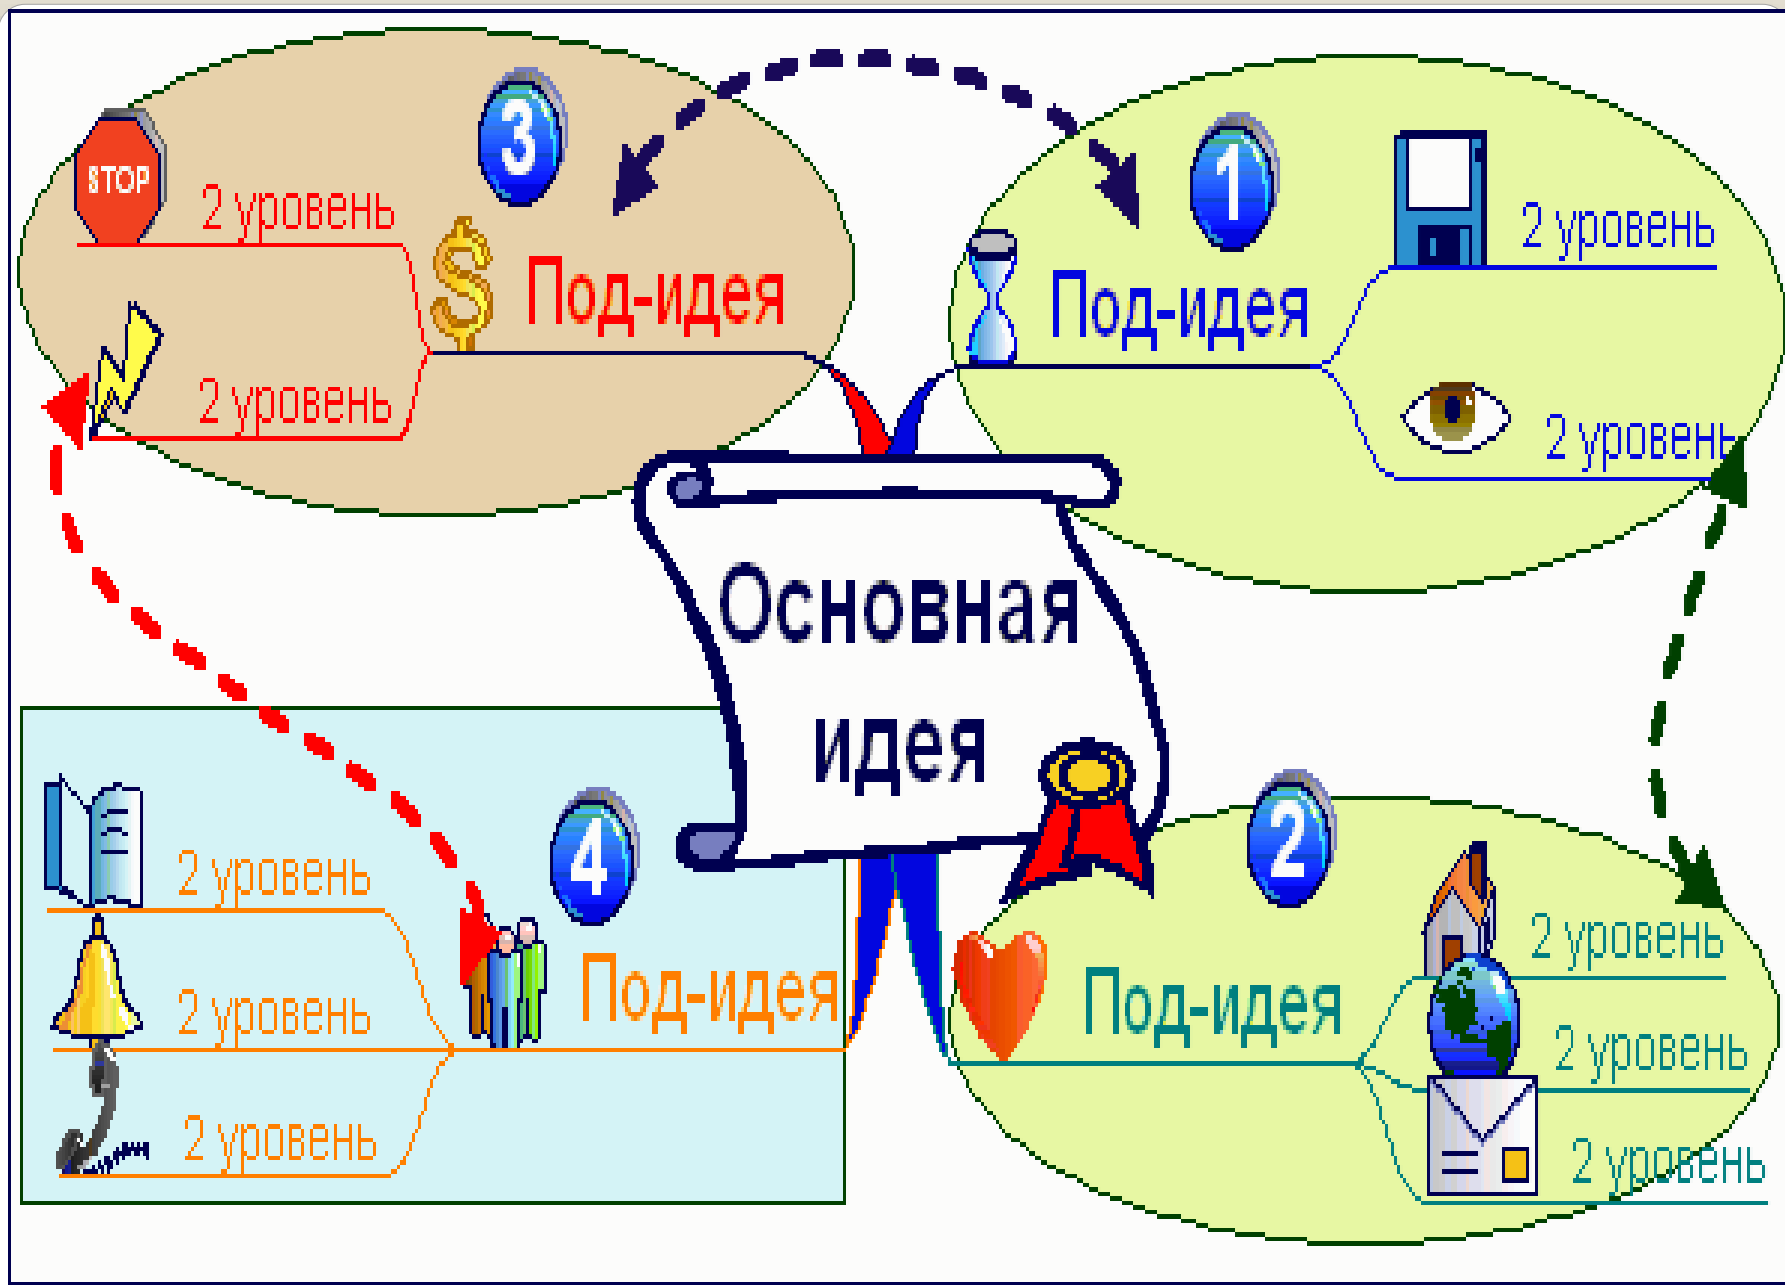 3
STOP
2 уровень
Под-идея
2 уровень
1
2 уровень
Под-идея
2 уровень
Основная
идея
4
2 уровень
Под-идея
2 уровень
2 уровень
2
2 уровень
Под-идея
2 уровень
2 уровень